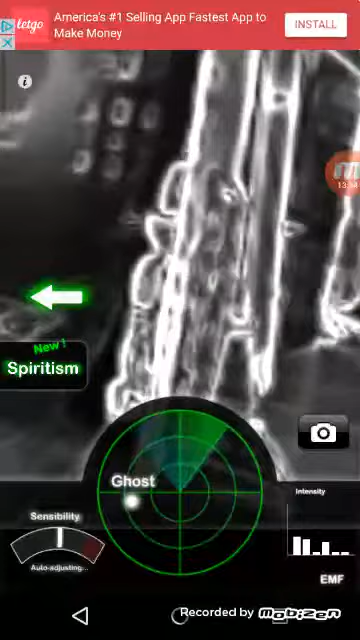 letgo
America's #1 Selling App Fastest App to
Make Money
INSTALL
New!
Spiritism
Ghost
Intensity
Sensibility
Auto-adjusting...
EMF
Recorded by mobizen